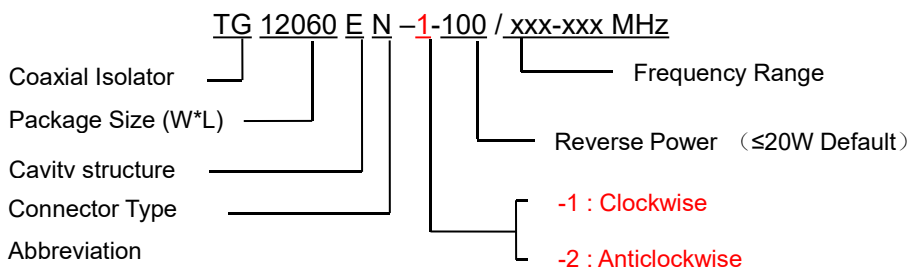 TG 12060 E N –1-100 / xxx-xxx MHz
Coaxial Isolator
Frequency Range
Package Size (W*L)
Reverse Power （≤20W Default）
Cavitv structure
Connector Type
-1 : Clockwise
Abbreviation
-2 : Anticlockwise